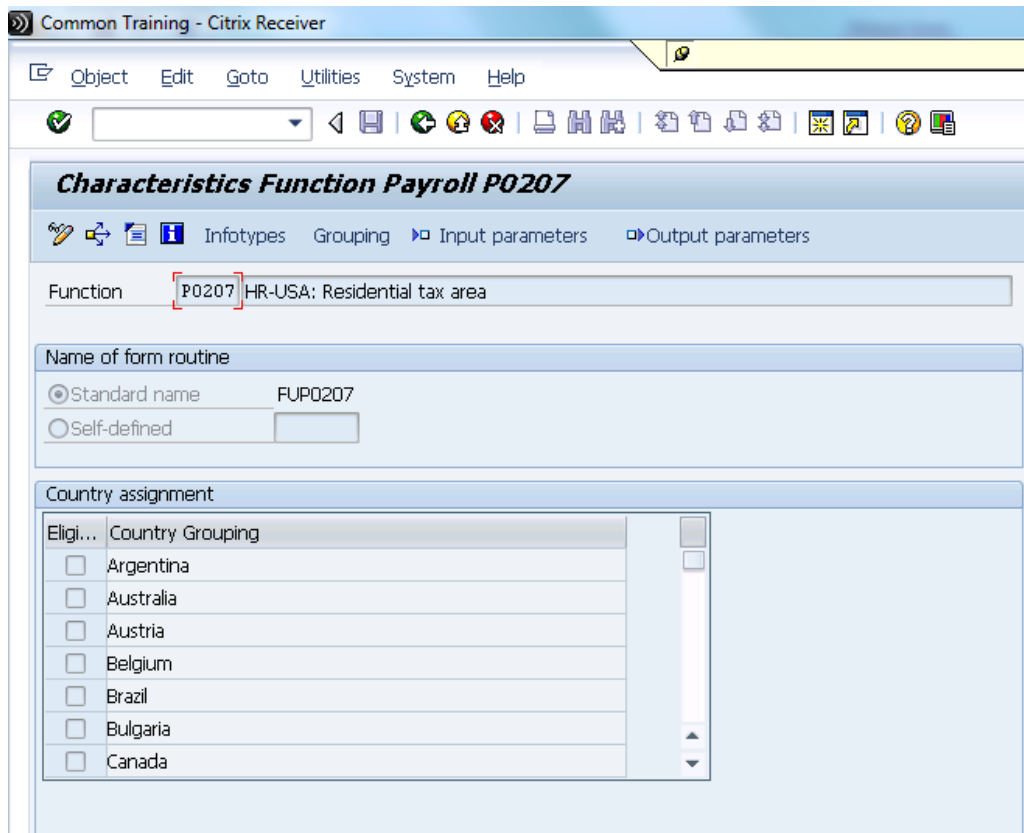 Common Training - Citrix Receiver
Object Edit Goto Utilities System Help
Characteristics Function Payroll P0207
Infotypes Grouping Input parameters Output parameters
Function P0207 HR-USA: Residential tax area
Name of form routine
Standard name FUP0207
Self-defined
Country assignment
Eligi... Country Grouping
Argentina
Australia
Austria
Belgium
Brazil
Bulgaria
Canada